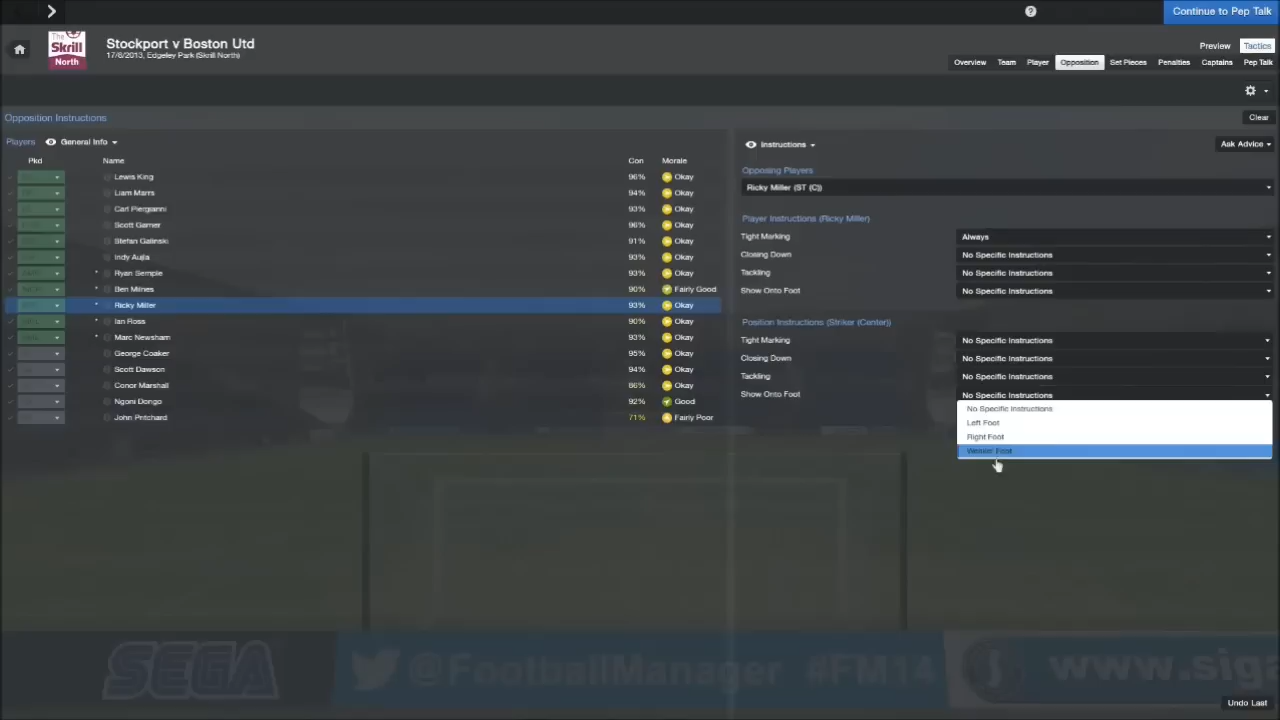 Continue to Pep Talk
The
Skrill
North
Stockport v Boston Utd
17/8/2013, Edgeley Park (Skrill North)
Preview
Tactics
Overview
Team
Player
Opposition
Set Pieces
Penalties
Captains
Pep Talk
Opposition Instructions
Clear
Players
General Info
Instructions
Ask Advice
Pkd
Name
Con
Morale
Lewis King 96% Okay
Liam Marrs 94% Okay
Carl Piergianni 93% Okay
Scott Garner 96% Okay
Stefan Galinski 91% Okay
Indy Aujla 93% Okay
Ryan Semple 93% Okay
Ben Milnes 90% Fairly Good
Ricky Miller 93% Okay
Ian Ross 90% Okay
Marc Newsham 93% Okay
George Coaker 95% Okay
Scott Dawson 94% Okay
Conor Marshall 86% Okay
Ngoni Dongo 92% Good
John Pritchard 71% Fairly Poor
Opposing Players
Ricky Miller (ST (C))
Player Instructions (Ricky Miller)
Tight Marking Always
Closing Down No Specific Instructions
Tackling No Specific Instructions
Show Onto Foot No Specific Instructions
Position Instructions (Striker (Center))
Tight Marking No Specific Instructions
Closing Down No Specific Instructions
Tackling No Specific Instructions
Show Onto Foot No Specific Instructions
No Specific Instructions
Left Foot
Right Foot
Weaker Foot
SEGA
@FootballManager #FM14
www.siga
Undo Last